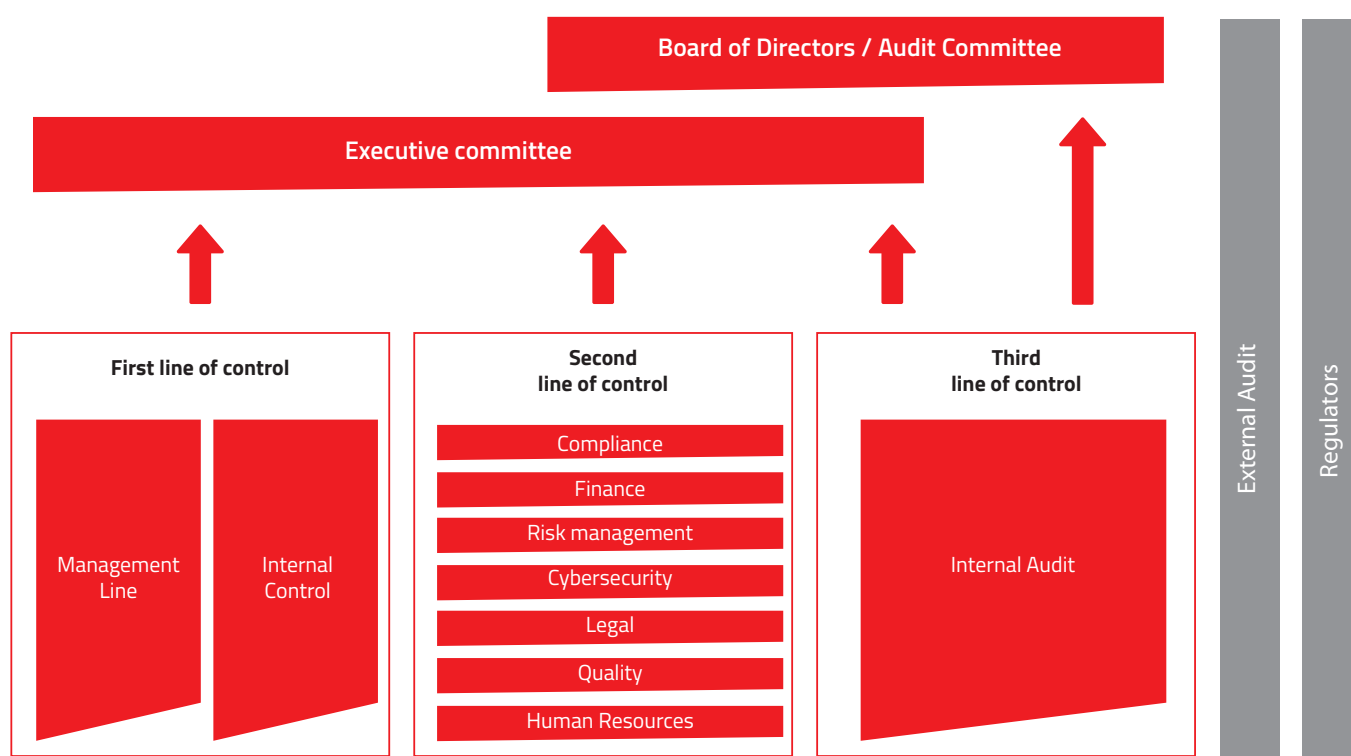 Board of Directors / Audit Committee
Executive committee
First line of control
Management
Line
Internal
Control
Second
line of control
Compliance
Finance
Risk management
Cybersecurity
Legal
Quality
Human Resources
Third
line of control
Internal Audit
External Audit
Regulators